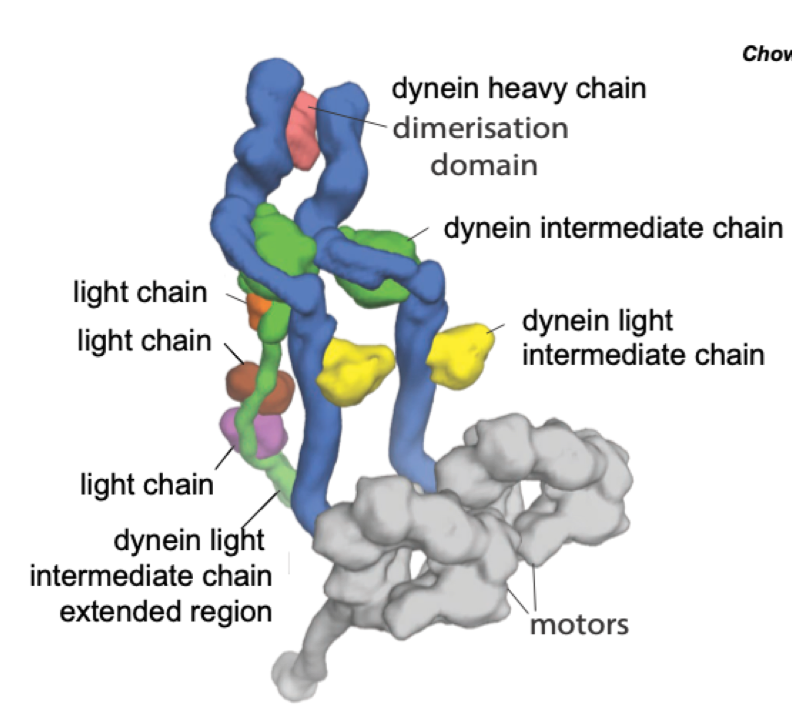 Chow
dynein heavy chain
dimerisation
domain
dynein intermediate chain
light chain
light chain
dynein light
intermediate chain
light chain
dynein light
intermediate chain
extended region
motors